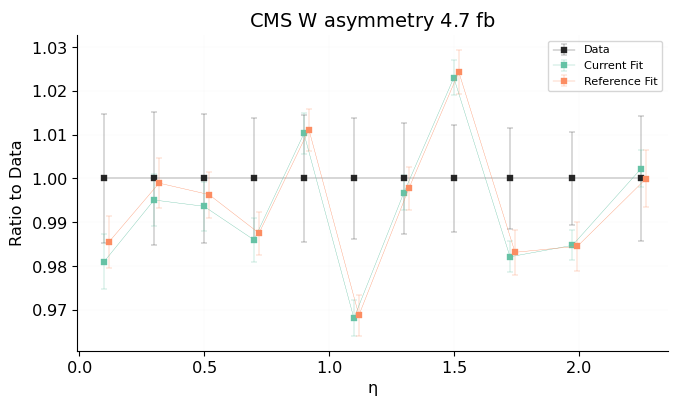 CMS W asymmetry 4.7 fb
Ratio to Data
1.03
1.02
1.01
1.00
0.99
0.98
0.97
Data
Current Fit
Reference Fit
0.0
0.5
1.0
1.5
2.0
η